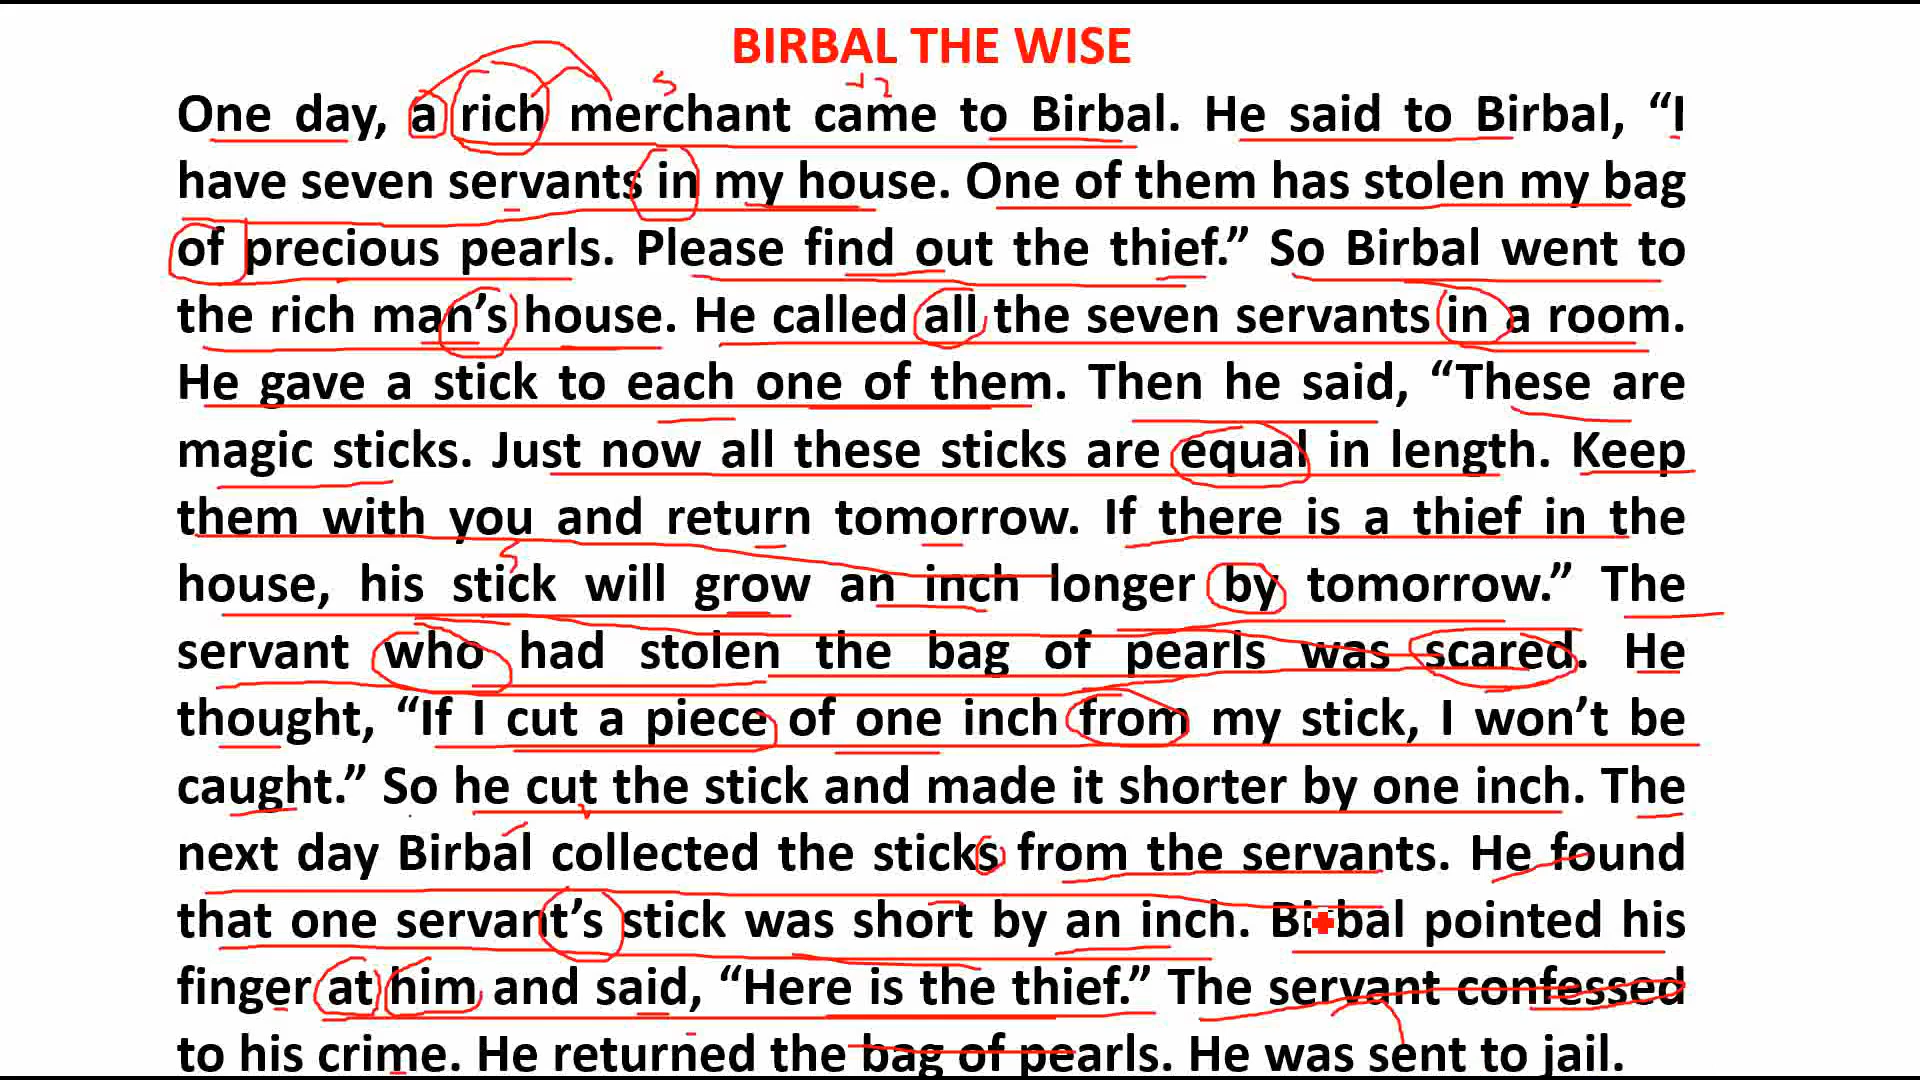 BIRBAL THE WISE
One day, a rich merchant came to Birbal. He said to Birbal, “I
have seven servants in my house. One of them has stolen my bag
of precious pearls. Please find out the thief.” So Birbal went to
the rich man’s house. He called all the seven servants in a room.
He gave a stick to each one of them. Then he said, “These are
magic sticks. Just now all these sticks are equal in length. Keep
them with you and return tomorrow. If there is a thief in the
house, his stick will grow an inch longer by tomorrow.” The
servant who had stolen the bag of pearls was scared. He
thought, “If I cut a piece of one inch from my stick, I won’t be
caught.” So he cut the stick and made it shorter by one inch. The
next day Birbal collected the sticks from the servants. He found
that one servant’s stick was short by an inch. Birbal pointed his
finger at him and said, “Here is the thief.” The servant confessed
to his crime. He returned the bag of pearls. He was sent to jail.